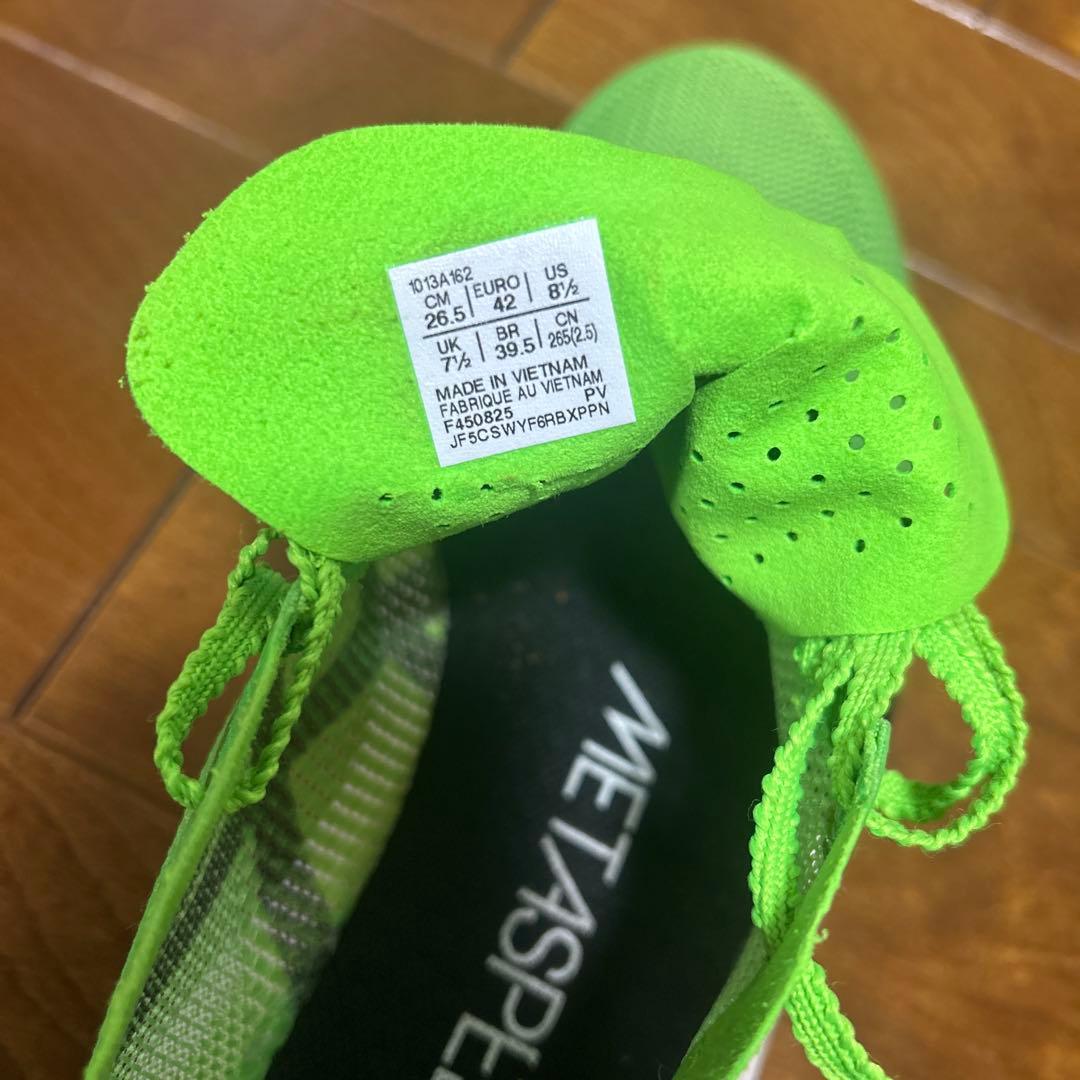 1013A162
CM 26.5 | EURO 42 | US 8½
UK 7½ | BR 39.5 | CN 265(2.5)
MADE IN VIETNAM
FABRIQUE AU VIETNAM
F450825 PV
JF5CSWYF6RBXPPN
METASPE